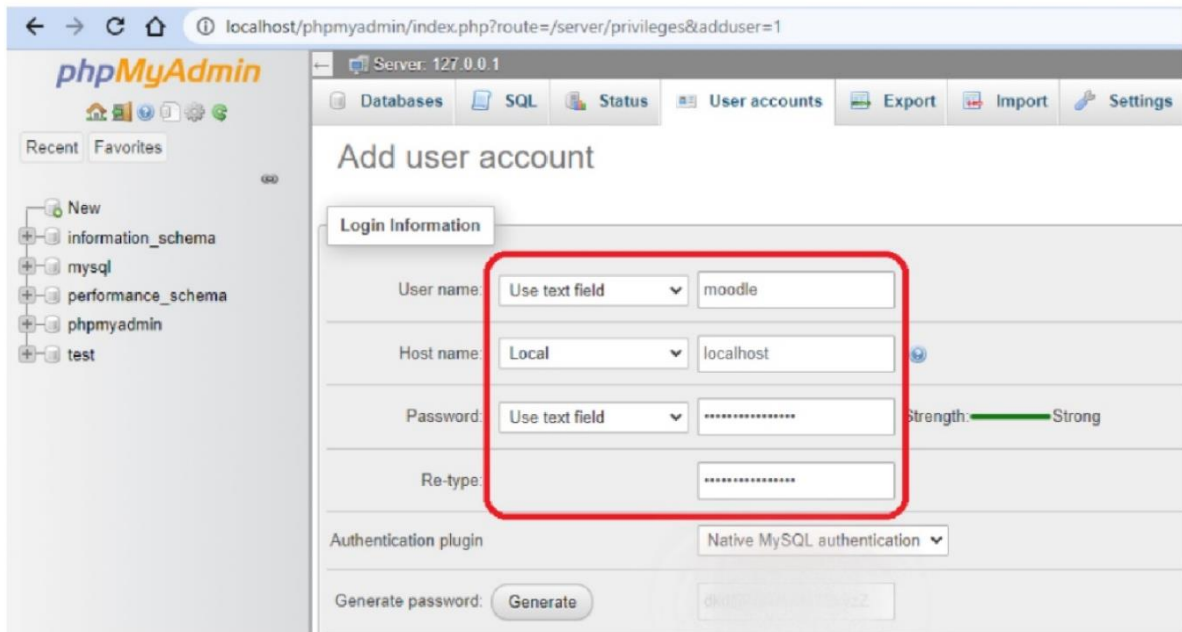 localhost/phpmyadmin/index.php?route=/server/privileges&adduser=1
phpMyAdmin
Recent Favorites
New
information_schema
mysql
performance_schema
phpmyadmin
test
Server: 127.0.0.1
Databases SQL Status User accounts Export Import Settings
Add user account
Login Information
User name: Use text field moodle
Host name: Local localhost
Password: Use text field •••••••••••••••• Strength: Strong
Re-type: ••••••••••••••••
Authentication plugin Native MySQL authentication
Generate password: Generate